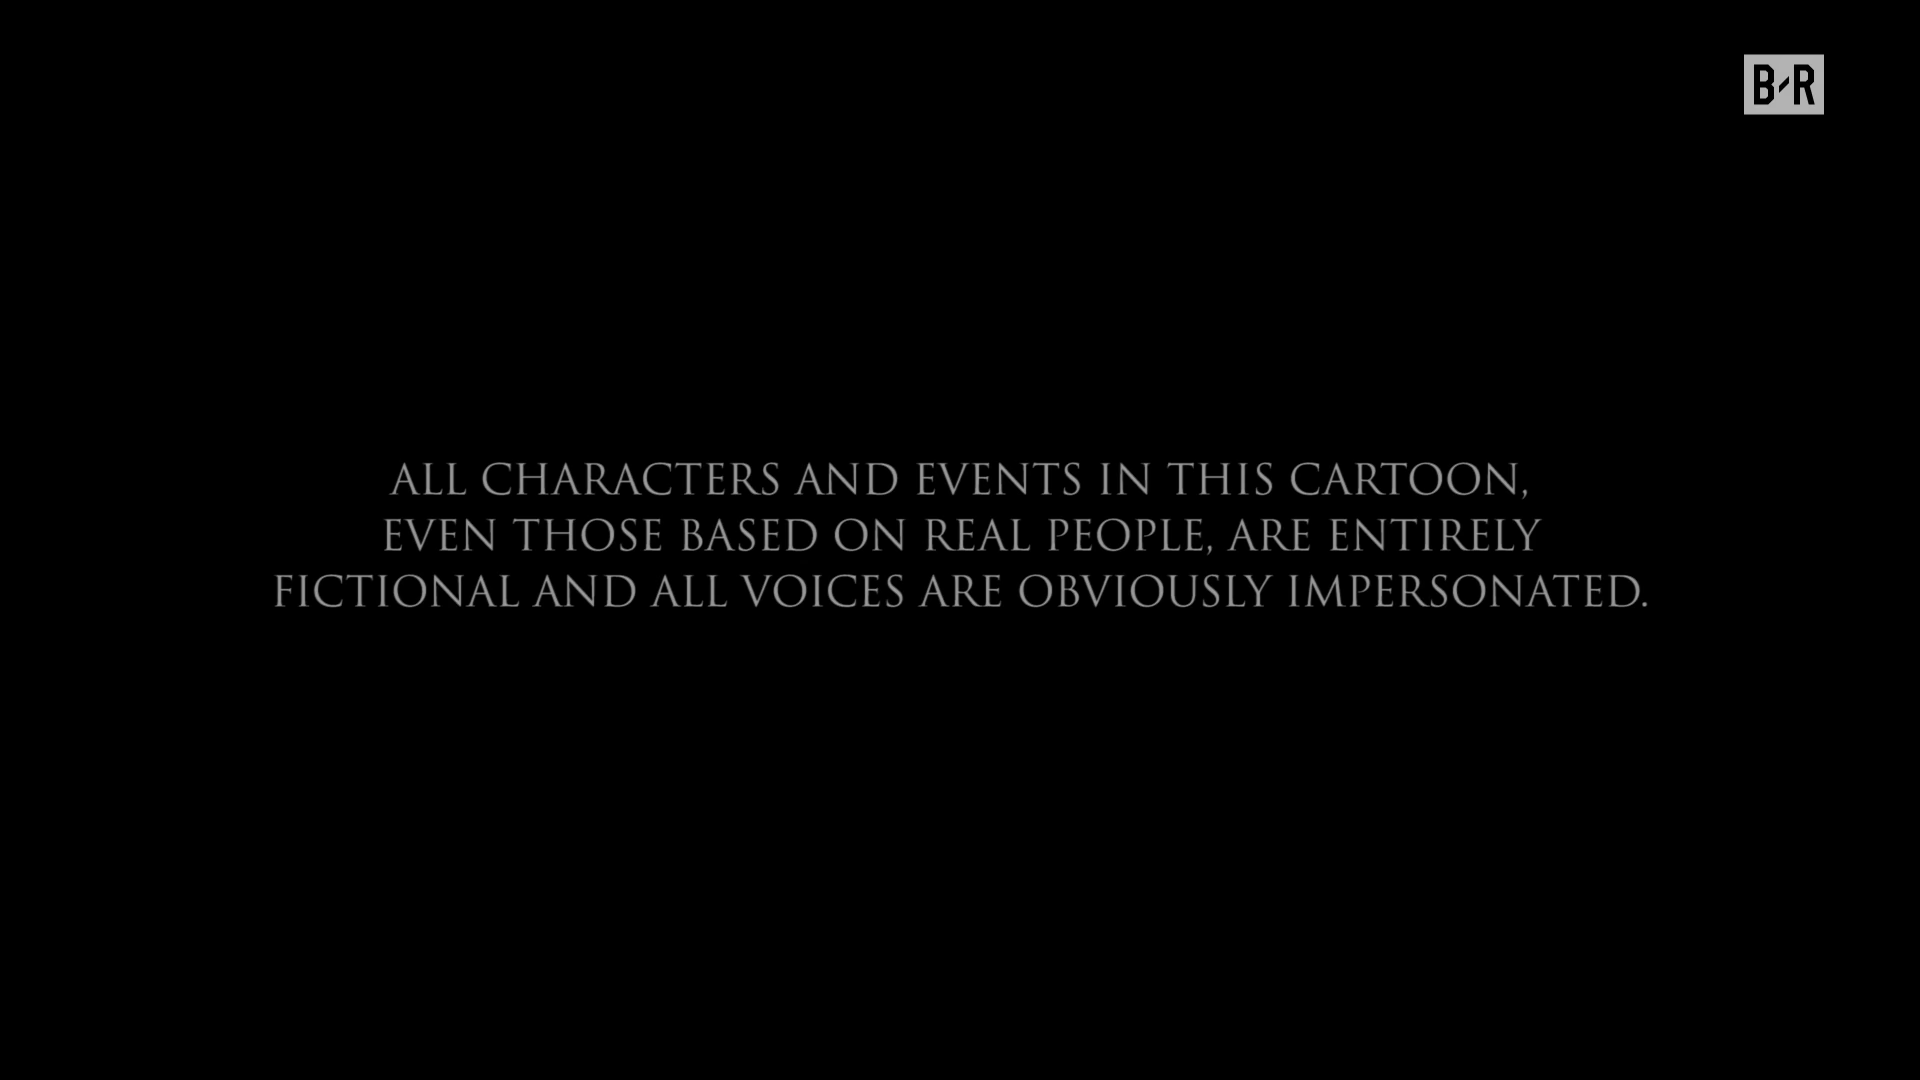 B/R
ALL CHARACTERS AND EVENTS IN THIS CARTOON,
EVEN THOSE BASED ON REAL PEOPLE, ARE ENTIRELY
FICTIONAL AND ALL VOICES ARE OBVIOUSLY IMPERSONATED.